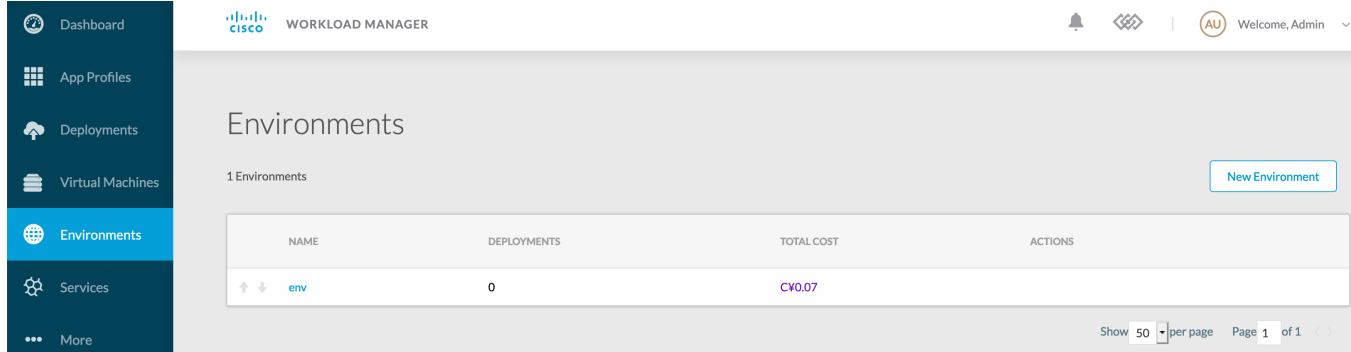 Dashboard
App Profiles
Deployments
Virtual Machines
Environments
Services
More
CISCO WORKLOAD MANAGER
AU Welcome, Admin
Environments
1 Environments
New Environment
NAME DEPLOYMENTS TOTAL COST ACTIONS
env 0 C¥0.07
Show 50 per page Page 1 of 1